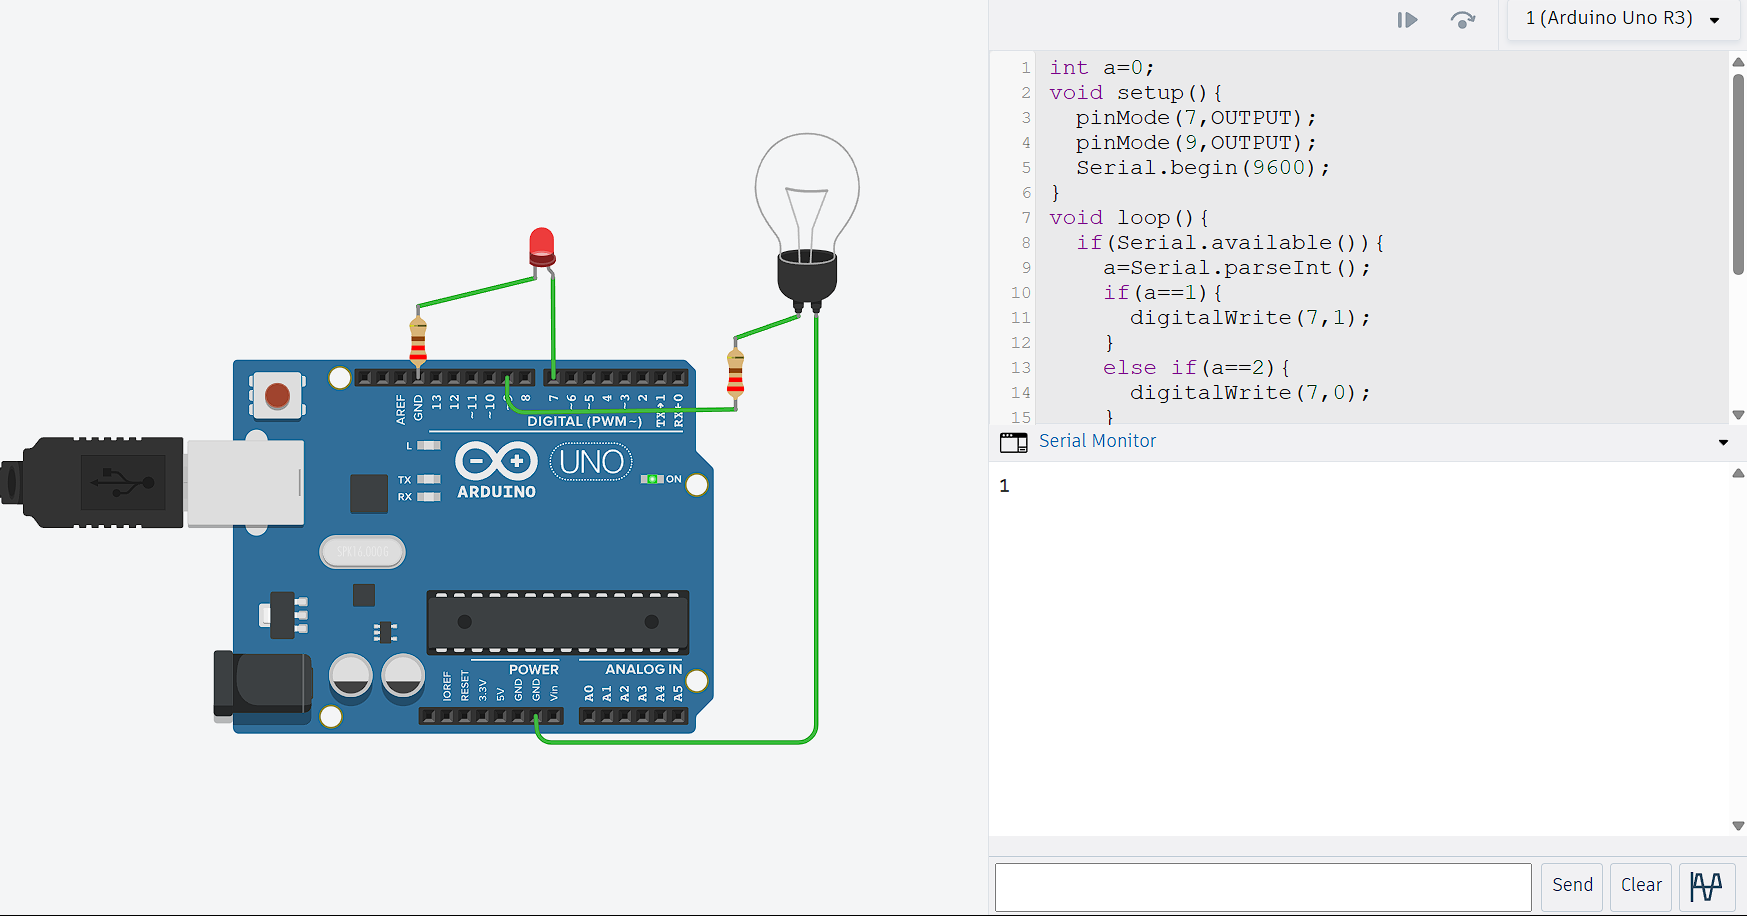 1 (Arduino Uno R3)
1 int a=0;
2 void setup(){
3 pinMode(7,OUTPUT);
4 pinMode(9,OUTPUT);
5 Serial.begin(9600);
6 }
7 void loop(){
8 if(Serial.available()){
9 a=Serial.parseInt();
10 if(a==1){
11 digitalWrite(7,1);
12 }
13 else if(a==2){
14 digitalWrite(7,0);
15 }
Serial Monitor
1
Send
Clear
AREF
GND
13
12
~11
~10
8
7
~6
~5
4
~3
2
TX→1
DIGITAL (PWM~)
L
TX
RX
ARDUINO
UNO
ON
POWER
ANALOG IN
IOREF
RESET
3.3V
5V
GND
GND
Vin
A0
A1
A2
A3
A4
A5